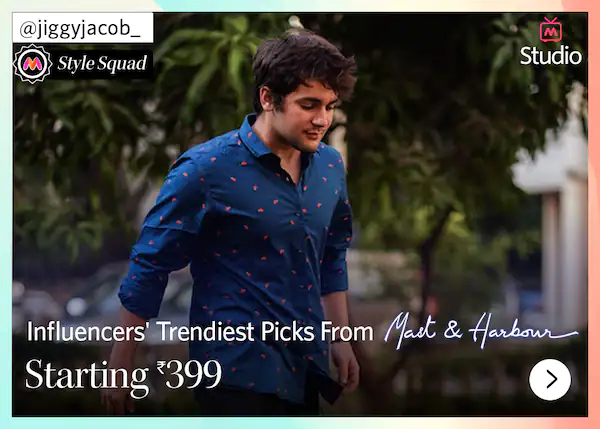 @jiggyjacob_
Style Squad
Studio
Influencers' Trendiest Picks From Mast & Harbour
Starting ₹399